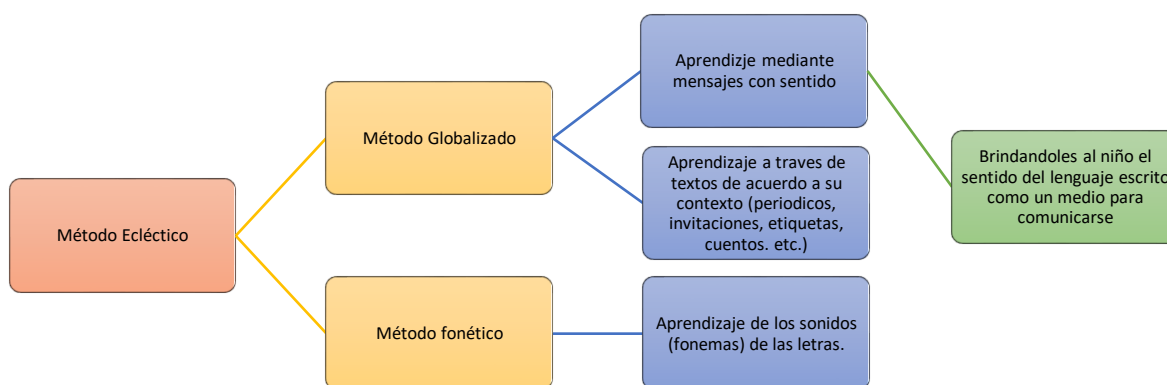 Método Ecléctico
Método Globalizado
Aprendizje mediante
mensajes con sentido
Brindandoles al niño el
sentido del lenguaje escrito
como un medio para
comunicarse
Aprendizaje a traves de
textos de acuerdo a su
contexto (periodicos,
invitaciones, etiquetas,
cuentos. etc.)
Método fonético
Aprendizaje de los sonidos
(fonemas) de las letras.